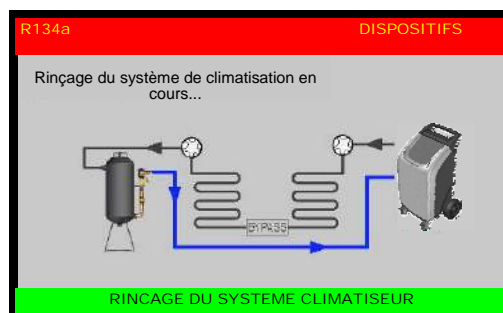 R134a DISPOSITIFS
Rinçage du système de climatisation en
cours...
BYPASS
RINCAGE DU SYSTEME CLIMATISEUR